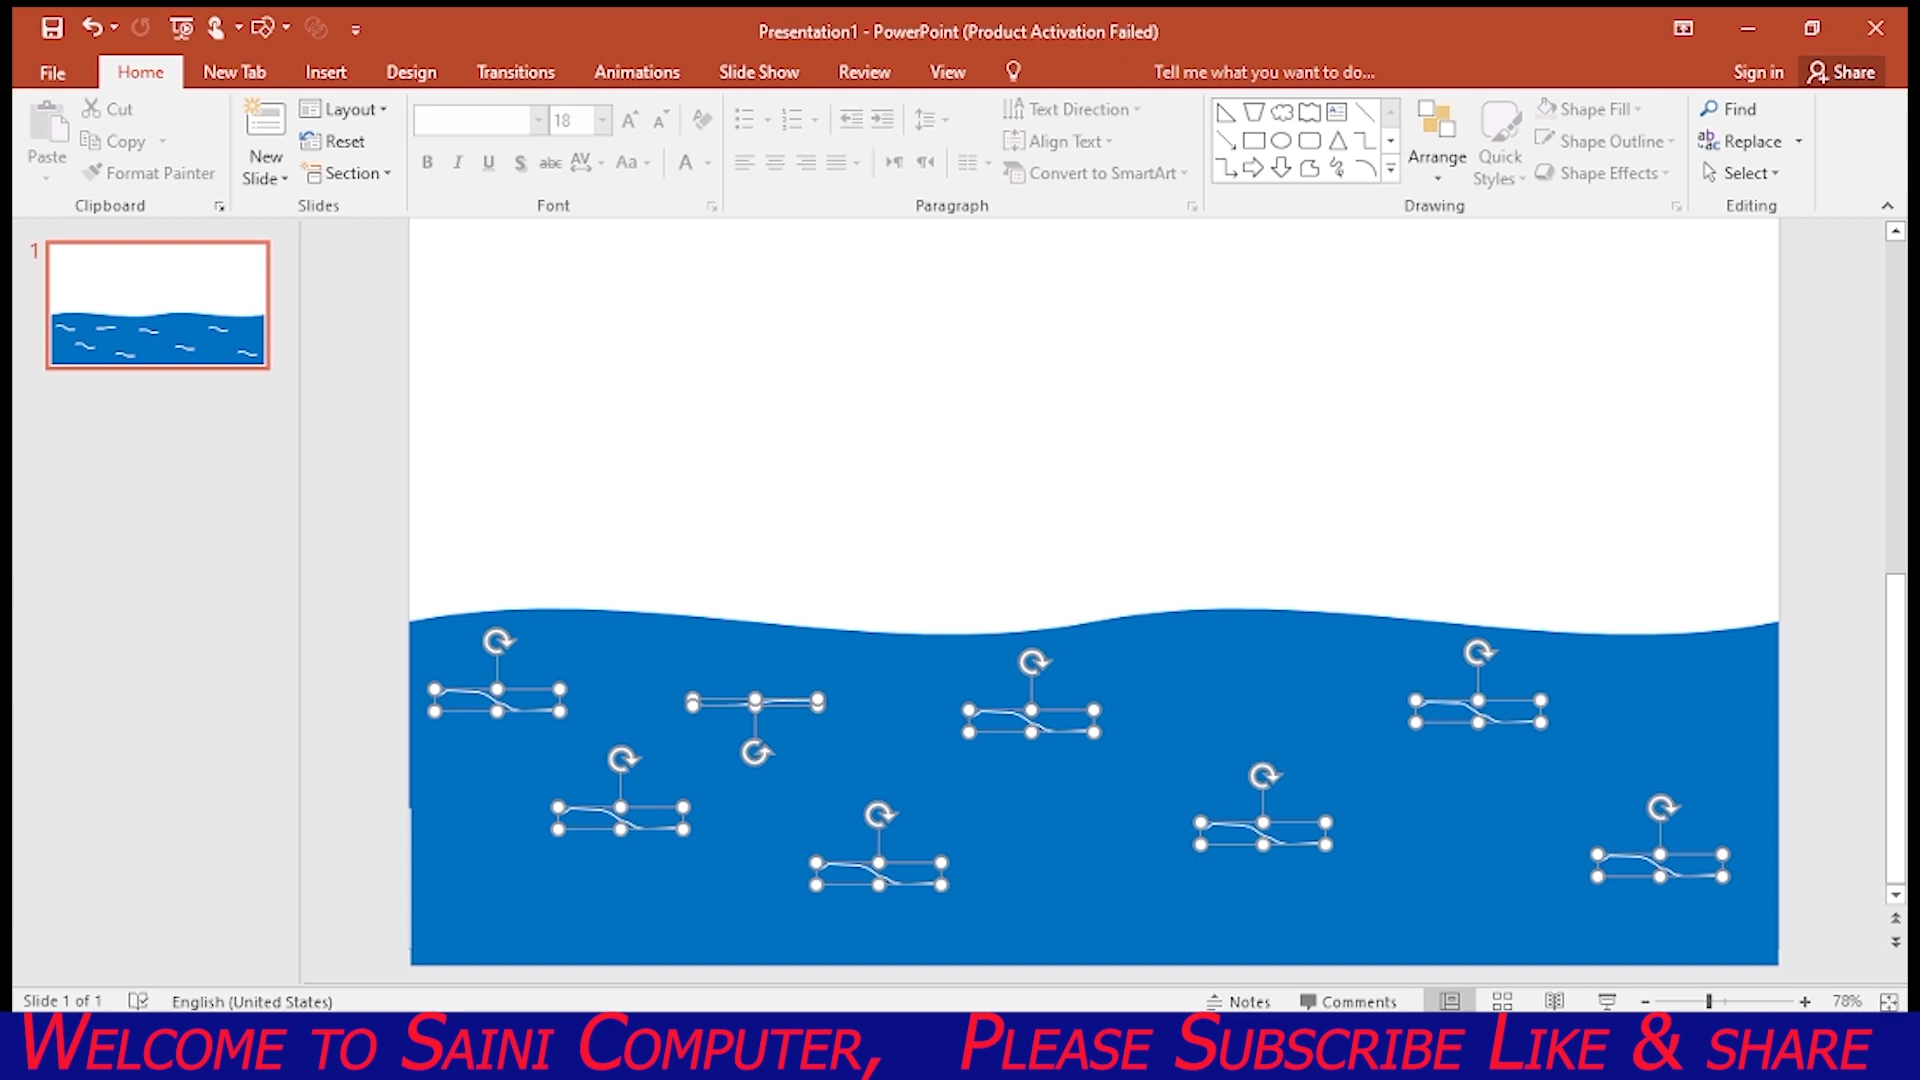 Presentation1 - PowerPoint (Product Activation Failed)
File Home New Tab Insert Design Transitions Animations Slide Show Review View Tell me what you want to do... Sign in Share
Paste
Cut
Copy
Format Painter
Clipboard
New Slide
Layout
Reset
Section
Slides
18
B I U S abc AV Aa A
Font
Text Direction
Align Text
Convert to SmartArt
Paragraph
Arrange
Quick Styles
Shape Fill
Shape Outline
Shape Effects
Drawing
Find
Replace
Select
Editing
1
Slide 1 of 1 English (United States) Notes Comments 78%
WELCOME TO SAINI COMPUTER, PLEASE SUBSCRIBE LIKE & SHARE